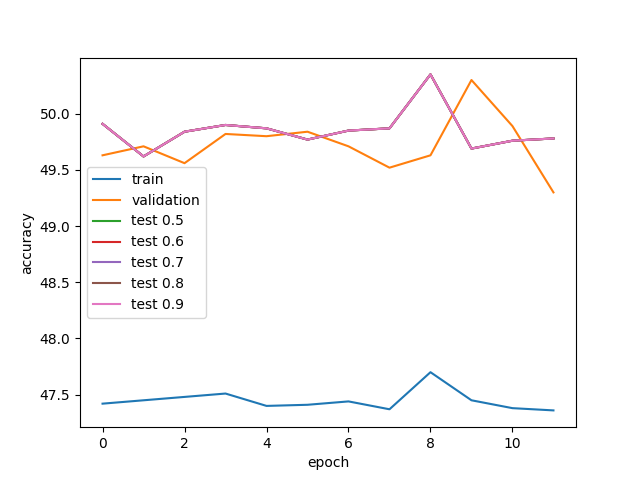 50.0
49.5
49.0
48.5
48.0
47.5
accuracy
train
validation
test 0.5
test 0.6
test 0.7
test 0.8
test 0.9
0 2 4 6 8 10
epoch